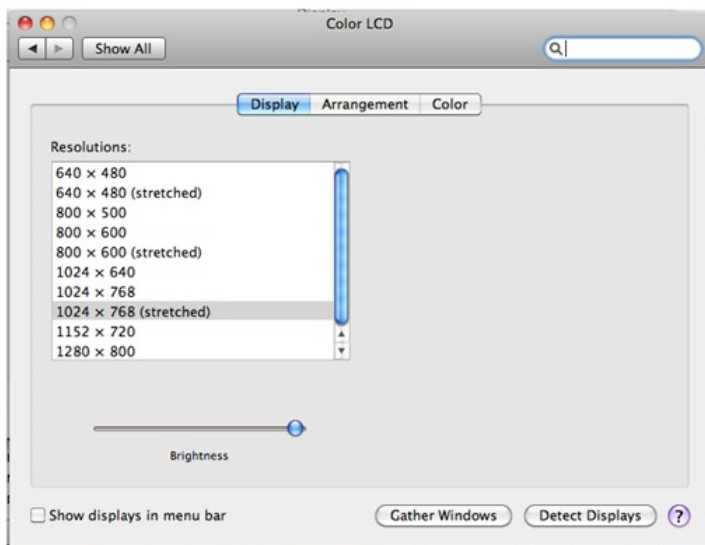 Color LCD
Show All
Display Arrangement Color
Resolutions:
640 × 480
640 × 480 (stretched)
800 × 500
800 × 600
800 × 600 (stretched)
1024 × 640
1024 × 768
1024 × 768 (stretched)
1152 × 720
1280 × 800
Brightness
Show displays in menu bar
Gather Windows Detect Displays ?